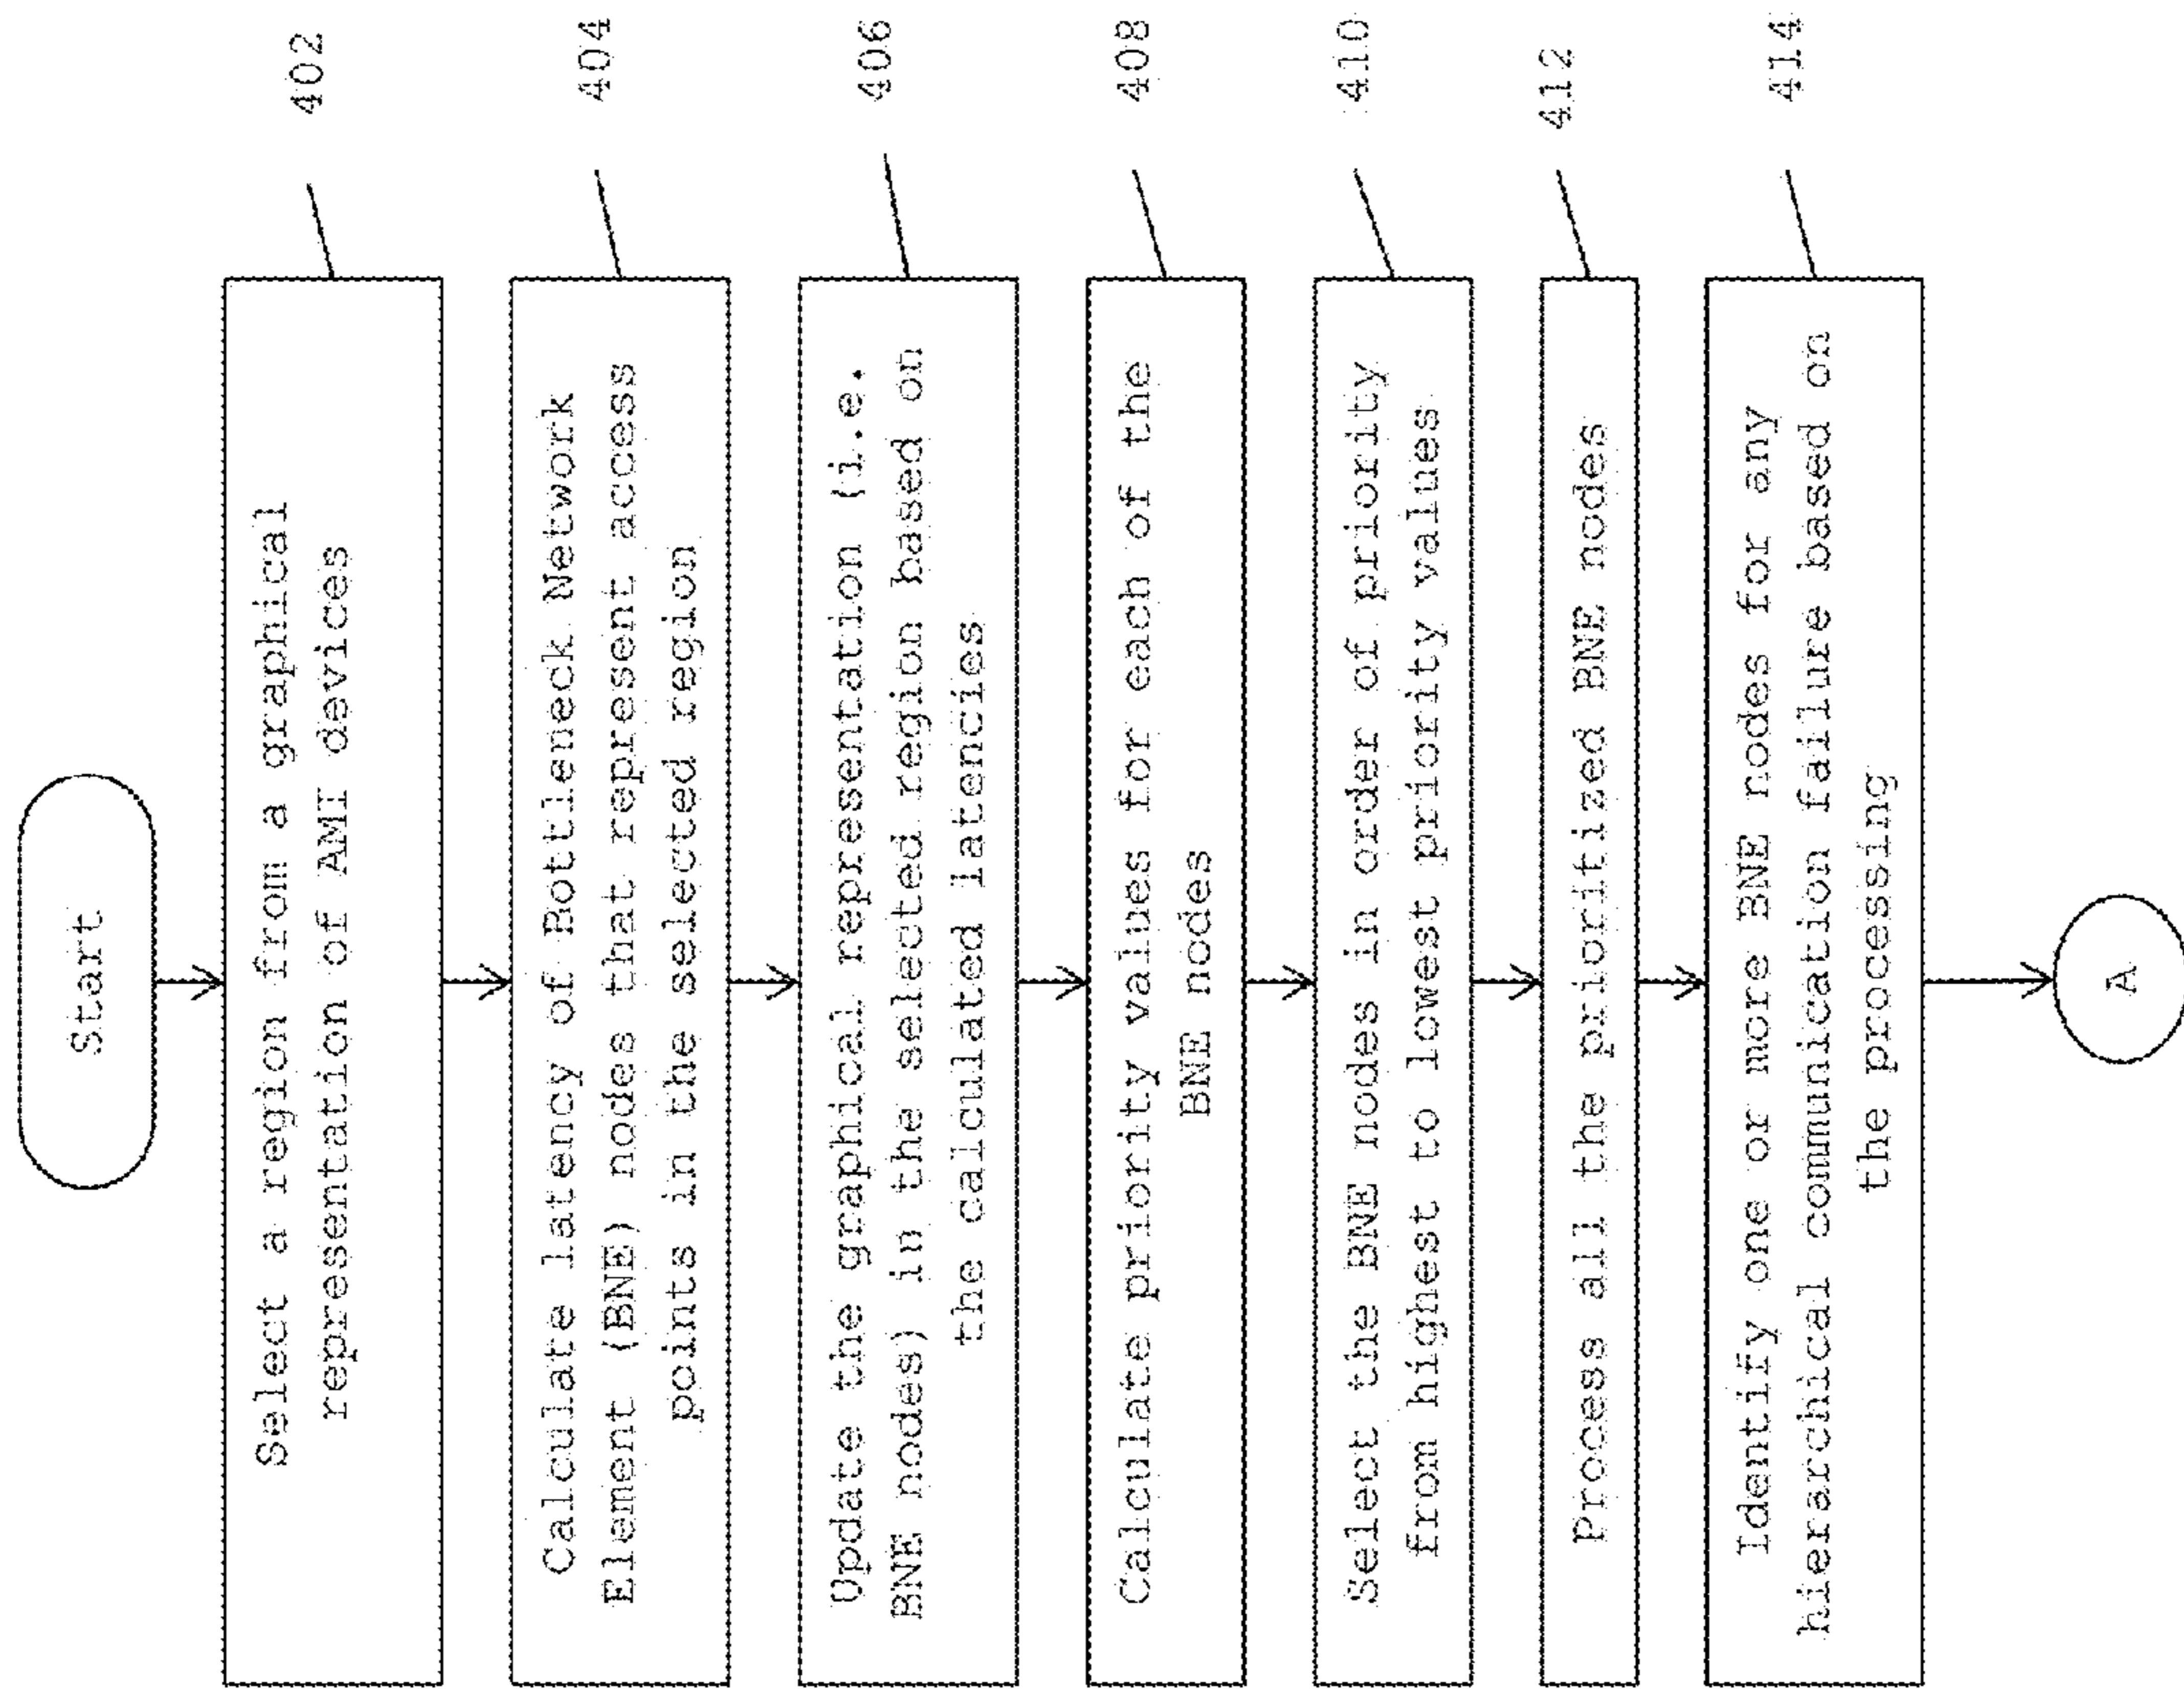 Start
Select a region from a graphical
representation of AMI devices
402
Calculate latency of Bottleneck Network
Element (BNE) nodes that represent access
points in the selected region
404
Update the graphical representation (i.e.
BNE nodes) in the selected region based on
the calculated latencies
406
Calculate priority values for each of the
BNE nodes
408
Select the BNE nodes in order of priority
from highest to lowest priority values
410
Process all the prioritized BNE nodes
412
Identify one or more BNE nodes for any
hierarchical communication failure based on
the processing
414
A